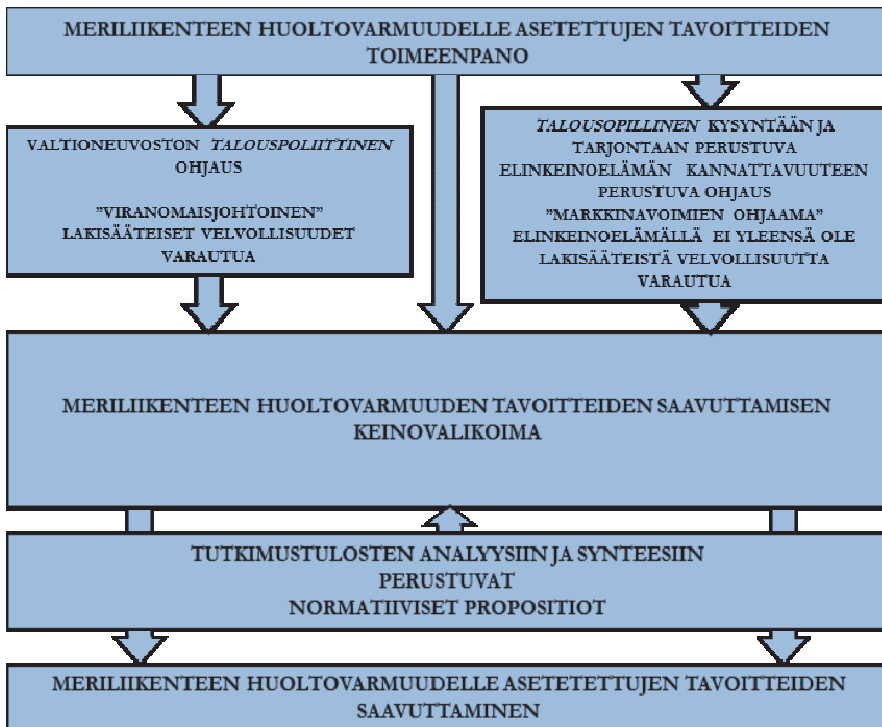 MERILIIKENTEEN HUOLTOVARMUUDELLE ASETETTUJEN TAVOITTEIDEN
TOIMEENPANO
VALTIONEUVOSTON TALOUSPOLIITTINEN
OHJAUS
"VIRANOMAISJOHTOINEN"
LAKISÄÄTEISET VELVOLLISUUDET
VARAUTUA
TALOUSOPILLINEN KYSYNTÄÄN JA
TARJONTAAN PERUSTUVA
ELINKEINOELÄMÄN KANNATTAVUUTEEN
PERUSTUVA OHJAUS
"MARKKINAVOIMIEN OHJAAMA"
ELINKEINOELÄMÄLLÄ EI YLEENSÄ OLE
LAKISÄÄTEISTÄ VELVOLLISUUTTA
VARAUTUA
MERILIIKENTEEN HUOLTOVARMUUDEN TAVOITTEIDEN SAAVUTTAMISEN
KEINOVALIKOIMA
TUTKIMUSTULOSTEN ANALYYSIIN JA SYNTEESIIN
PERUSTUVAT
NORMATIIVISET PROPOSITIOT
MERILIIKENTEEN HUOLTOVARMUUDELLE ASETETETTUJEN TAVOITTEIDEN
SAAVUTTAMINEN